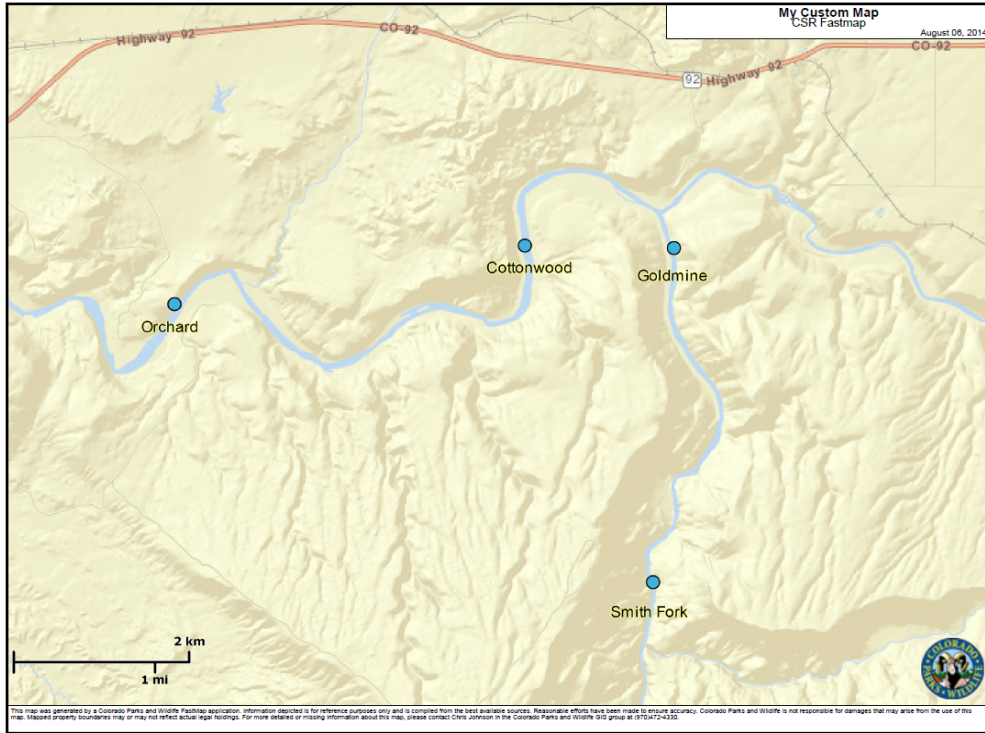 My Custom Map
CSR Fastmap
August 06, 2014
Highway 92
CO-92
CO-92
92
Highway 92
Cottonwood
Goldmine
Orchard
Smith Fork
2 km
1 mi
COLORADO
PARKS WILDLIFE
This map was generated by a Colorado Parks and Wildlife FastMap application. Information depicted is for reference purposes only and is compiled from the best available sources. Reasonable efforts have been made to ensure accuracy. Colorado Parks and Wildlife is not responsible for damages that may arise from the use of this
map. Mapped property boundaries may or may not reflect actual legal holdings. For more detailed or missing information about this map, please contact Chris Johnson in the Colorado Parks and Wildlife GIS group at (970)472-4330.